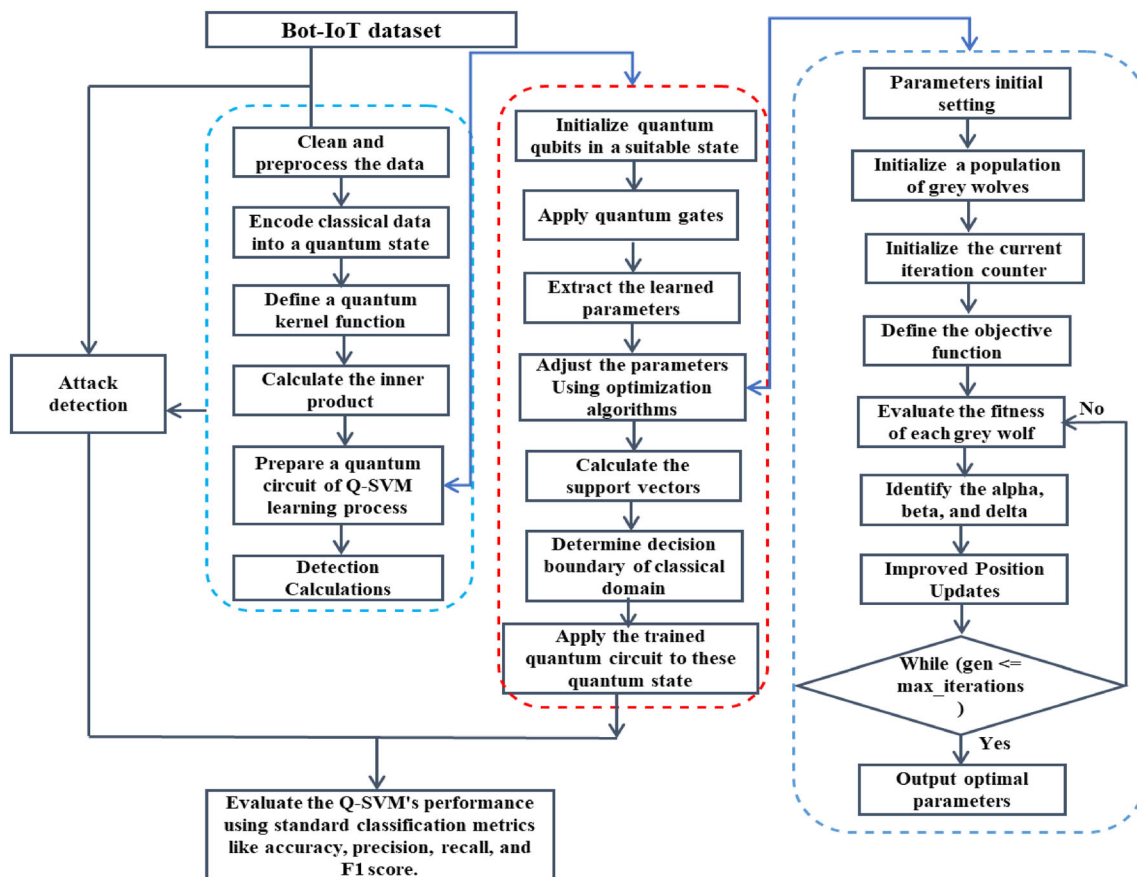 Bot-IoT dataset
Clean and
preprocess the data
Encode classical data
into a quantum state
Define a quantum
kernel function
Calculate the inner
product
Prepare a quantum
circuit of Q-SVM
learning process
Detection
Calculations
Attack
detection
Initialize quantum
qubits in a suitable state
Apply quantum gates
Extract the learned
parameters
Adjust the parameters
Using optimization
algorithms
Calculate the
support vectors
Determine decision
boundary of classical
domain
Apply the trained
quantum circuit to these
quantum state
Parameters initial
setting
Initialize a population
of grey wolves
Initialize the current
iteration counter
Define the objective
function
Evaluate the fitness
of each grey wolf
No
Identify the alpha,
beta, and delta
Improved Position
Updates
While (gen <=
max_iterations
)
Yes
Output optimal
parameters
Evaluate the Q-SVM's performance
using standard classification metrics
like accuracy, precision, recall, and
F1 score.